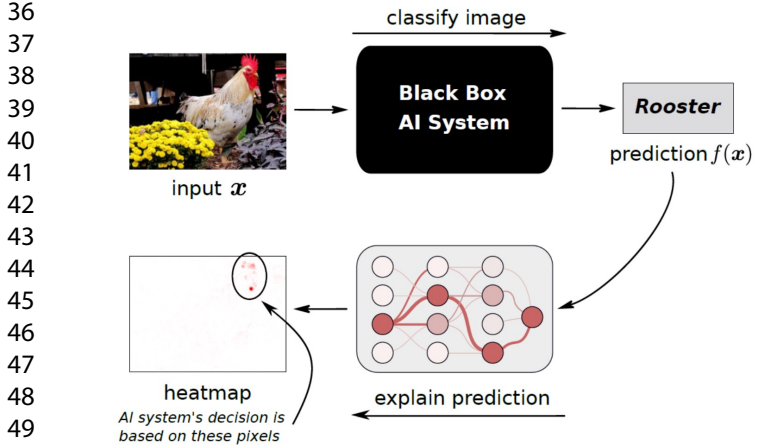 36
37
38
39
40
41
42
43
44
45
46
47
48
49
classify image
Black Box
AI System
Rooster
input x
prediction f(x)
heatmap
AI system's decision is
based on these pixels
explain prediction